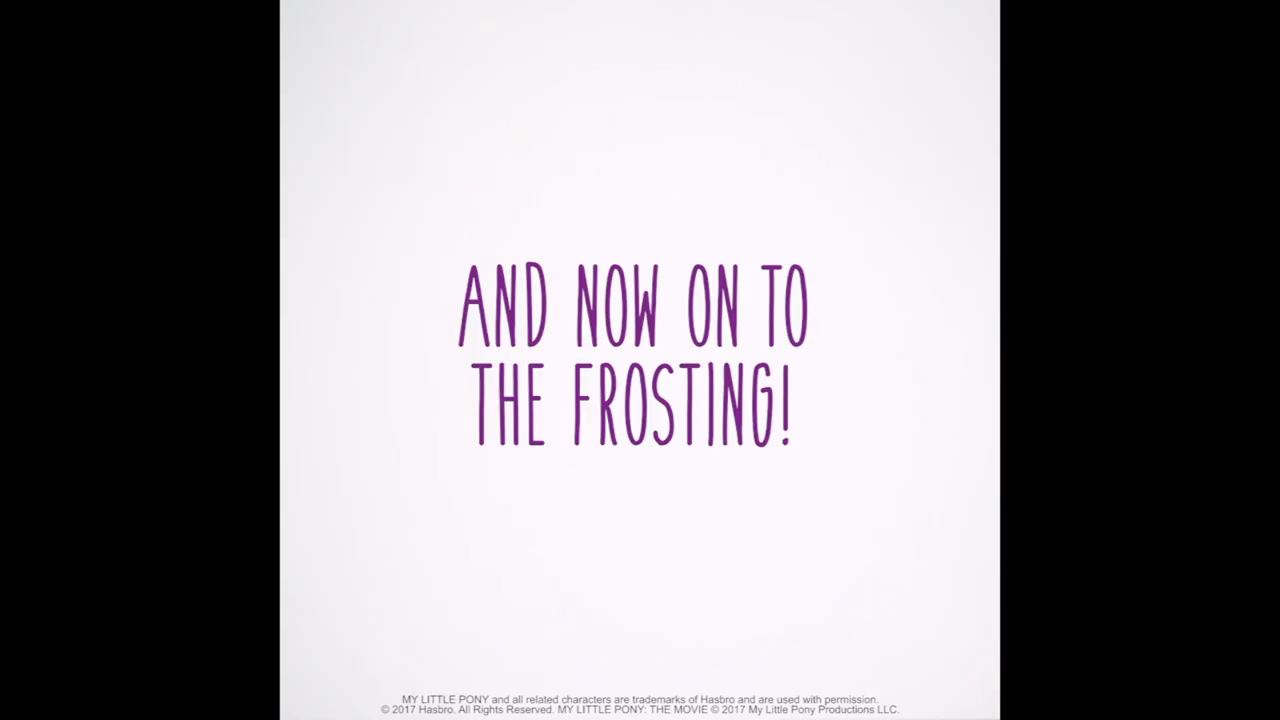 AND NOW ON TO
THE FROSTING!
MY LITTLE PONY and all related characters are trademarks of Hasbro and are used with permission.
© 2017 Hasbro. All Rights Reserved. MY LITTLE PONY: THE MOVIE © 2017 My Little Pony Productions LLC.